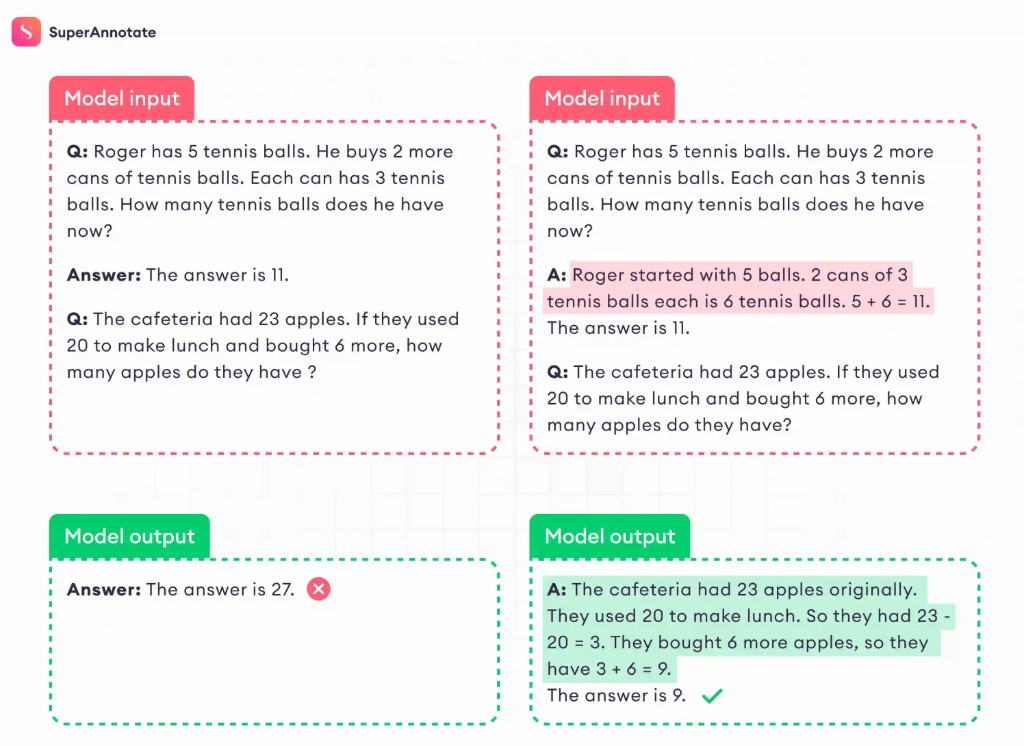 SuperAnnotate
Model input
Q: Roger has 5 tennis balls. He buys 2 more
cans of tennis balls. Each can has 3 tennis
balls. How many tennis balls does he have
now?
Answer: The answer is 11.
Q: The cafeteria had 23 apples. If they used
20 to make lunch and bought 6 more, how
many apples do they have ?
Model input
Q: Roger has 5 tennis balls. He buys 2 more
cans of tennis balls. Each can has 3 tennis
balls. How many tennis balls does he have
now?
A: Roger started with 5 balls. 2 cans of 3
tennis balls each is 6 tennis balls. 5 + 6 = 11.
The answer is 11.
Q: The cafeteria had 23 apples. If they used
20 to make lunch and bought 6 more, how
many apples do they have?
Model output
Answer: The answer is 27.
Model output
A: The cafeteria had 23 apples originally.
They used 20 to make lunch. So they had 23 -
20 = 3. They bought 6 more apples, so they
have 3 + 6 = 9.
The answer is 9.